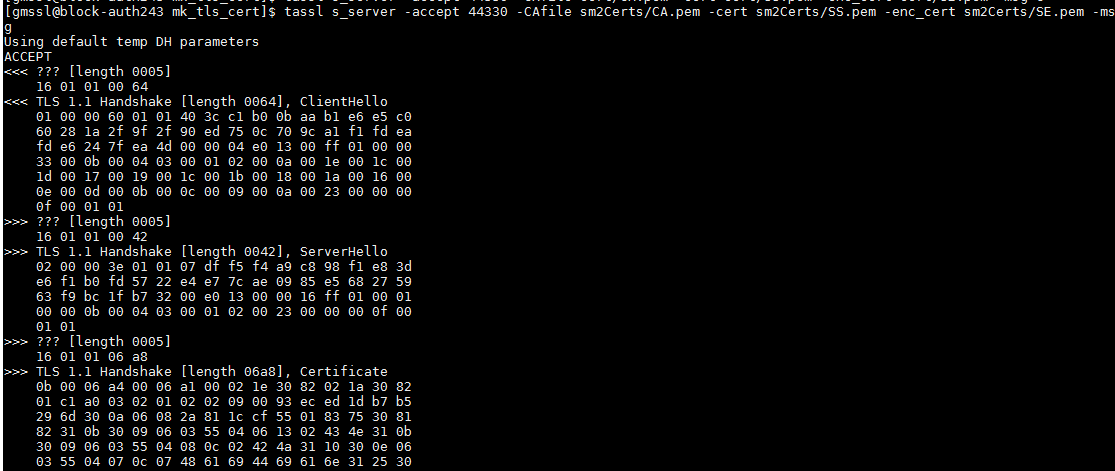 [gmssl@block-auth243 mk_tls_cert]$ tassl s_server -accept 44330 -CAfile sm2Certs/CA.pem -cert sm2Certs/SS.pem -enc_cert sm2Certs/SE.pem -ms
g
Using default temp DH parameters
ACCEPT
<<< ??? [length 0005]
16 01 01 00 64
<<< TLS 1.1 Handshake [length 0064], ClientHello
01 00 00 60 01 01 40 3c c1 b0 0b aa b1 e6 e5 c0
60 28 1a 2f 9f 2f 90 ed 75 0c 70 9c a1 f1 fd ea
fd e6 24 7f ea 4d 00 00 04 e0 13 00 ff 01 00 00
33 00 0b 00 04 03 00 01 02 00 0a 00 1e 00 1c 00
1d 00 17 00 19 00 1c 00 1b 00 18 00 1a 00 16 00
0e 00 0d 00 0b 00 0c 00 09 00 0a 00 23 00 00 00
0f 00 01 01
>>> ??? [length 0005]
16 01 01 00 42
>>> TLS 1.1 Handshake [length 0042], ServerHello
02 00 00 3e 01 01 07 df f5 f4 a9 c8 98 f1 e8 3d
e6 f1 b0 fd 57 22 e4 e7 7c ae 09 85 e5 68 27 59
63 f9 bc 1f b7 32 00 e0 13 00 00 16 ff 01 00 01
00 00 0b 00 04 03 00 01 02 00 23 00 00 00 0f 00
01 01
>>> ??? [length 0005]
16 01 01 06 a8
>>> TLS 1.1 Handshake [length 06a8], Certificate
0b 00 06 a4 00 06 a1 00 02 1e 30 82 02 1a 30 82
01 c1 a0 03 02 01 02 02 09 00 93 ec ed 1d b7 b5
29 6d 30 0a 06 08 2a 81 1c cf 55 01 83 75 30 81
82 31 0b 30 09 06 03 55 04 06 13 02 43 4e 31 0b
30 09 06 03 55 04 08 0c 02 42 4a 31 10 30 0e 06
03 55 04 07 0c 07 48 61 69 44 69 61 6e 31 25 30